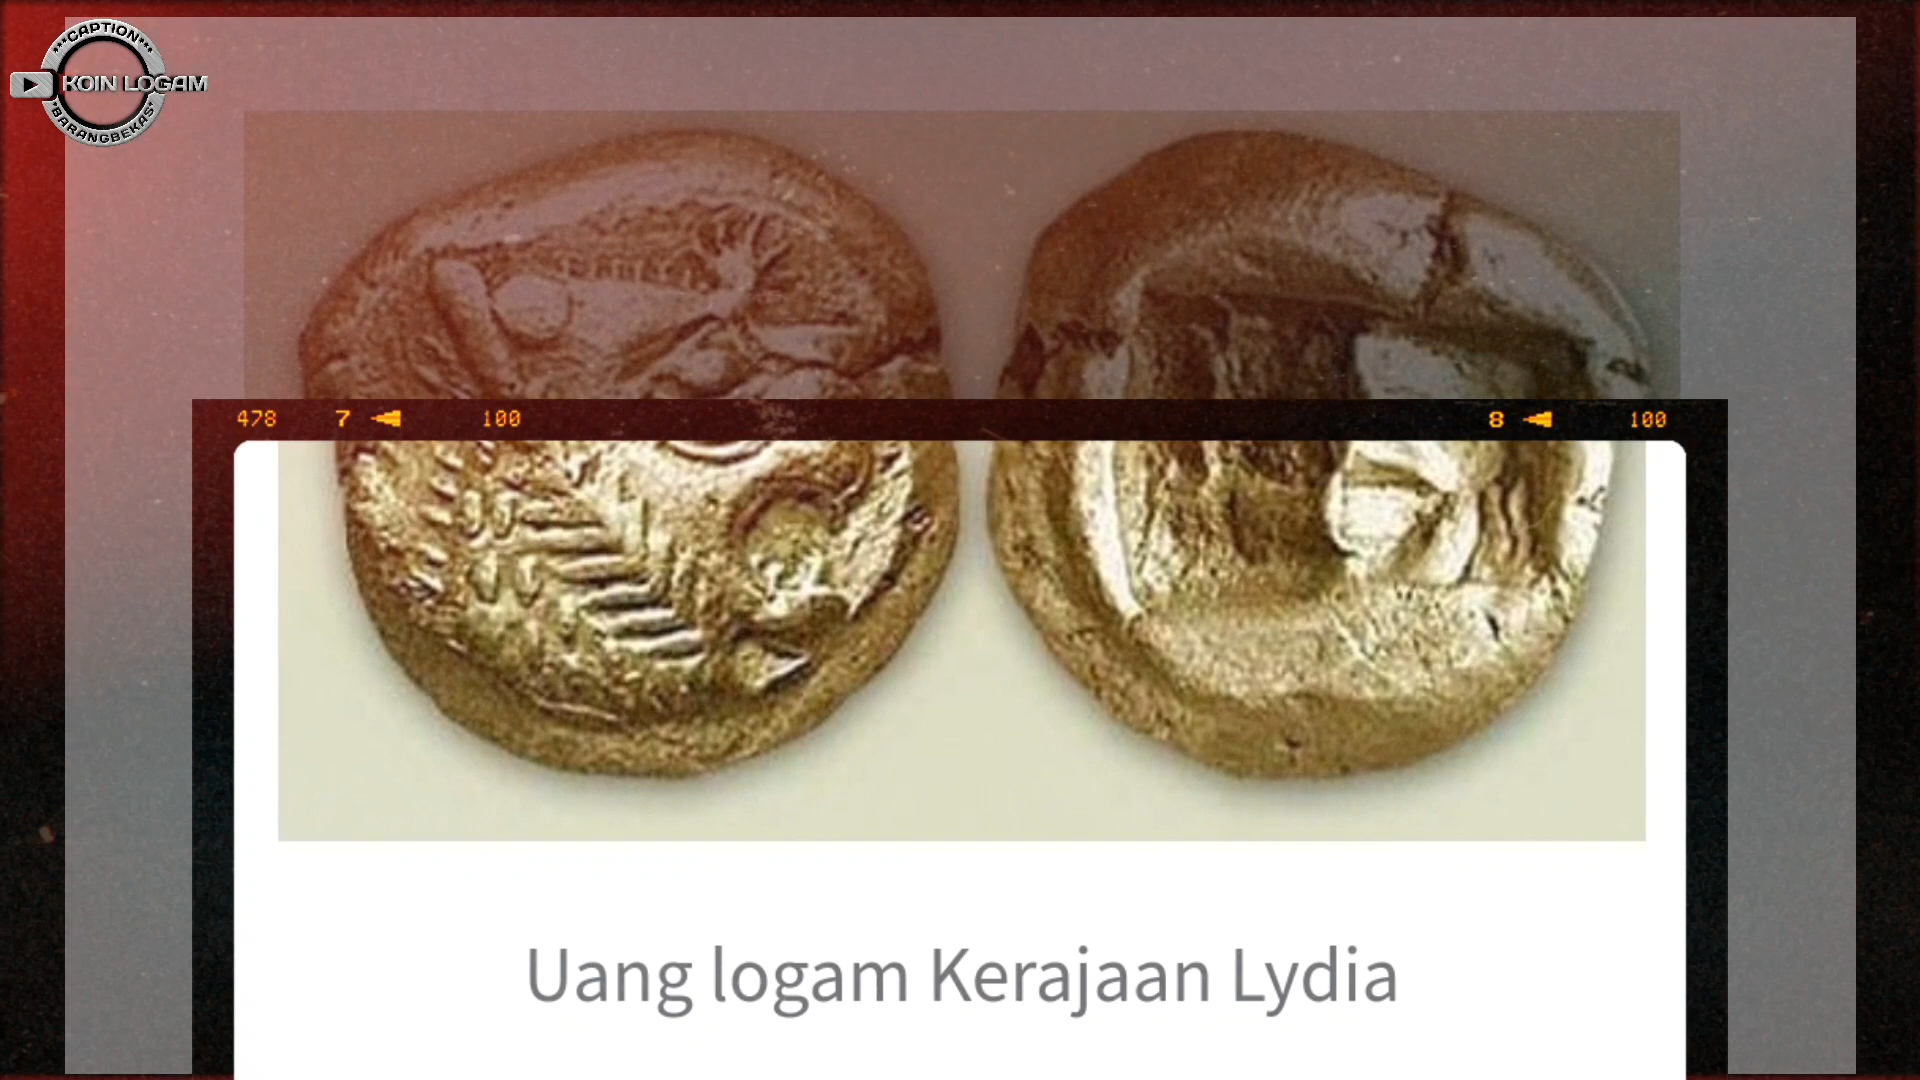 ***CAPTION***
KOIN LOGAM
"BARANGBEKAS"
478 7 100 8 100
Uang logam Kerajaan Lydia